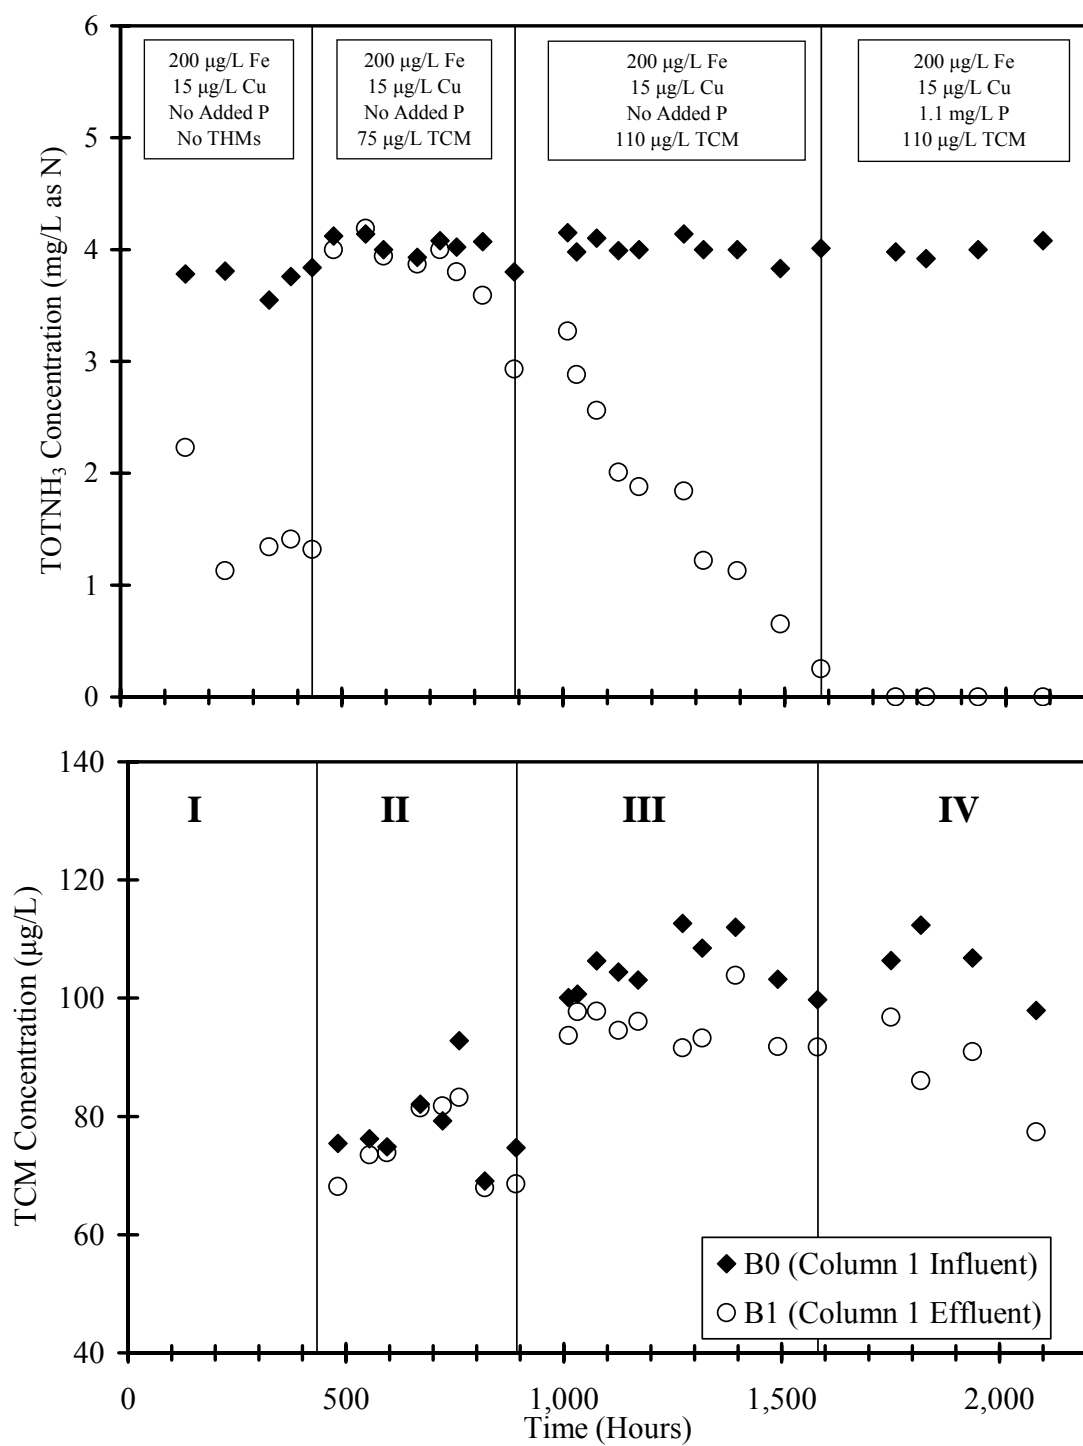 6
5
4
3
2
1
0
TOTNH₃ Concentration (mg/L as N)
200 μg/L Fe
15 μg/L Cu
No Added P
No THMs
200 μg/L Fe
15 μg/L Cu
No Added P
75 μg/L TCM
200 μg/L Fe
15 μg/L Cu
No Added P
110 μg/L TCM
200 μg/L Fe
15 μg/L Cu
1.1 mg/L P
110 μg/L TCM
140
120
100
80
60
40
TCM Concentration (μg/L)
I
II
III
IV
B0 (Column 1 Influent)
B1 (Column 1 Effluent)
0
500
1,000
1,500
2,000
Time (Hours)